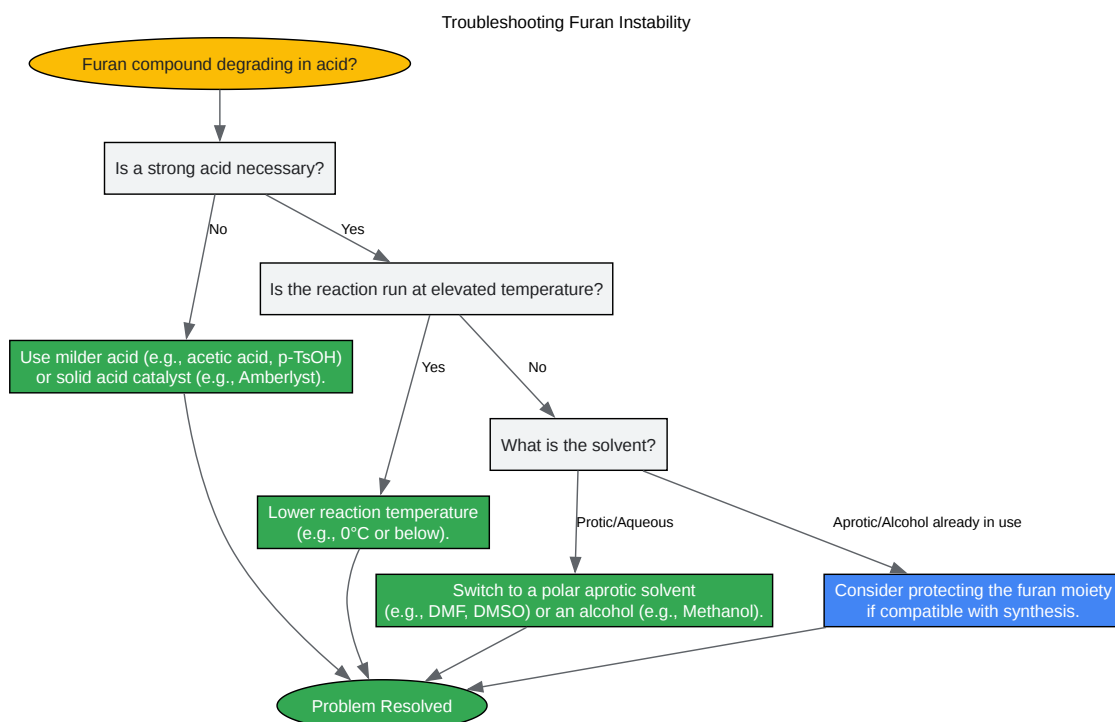 Troubleshooting Furan Instability
Furan compound degrading in acid?
Is a strong acid necessary?
No
Yes
Is the reaction run at elevated temperature?
Use milder acid (e.g., acetic acid, p-TsOH)
or solid acid catalyst (e.g., Amberlyst).
Yes
No
What is the solvent?
Lower reaction temperature
(e.g., 0°C or below).
Protic/Aqueous
Aprotic/Alcohol already in use
Switch to a polar aprotic solvent
(e.g., DMF, DMSO) or an alcohol (e.g., Methanol).
Consider protecting the furan moiety
if compatible with synthesis.
Problem Resolved